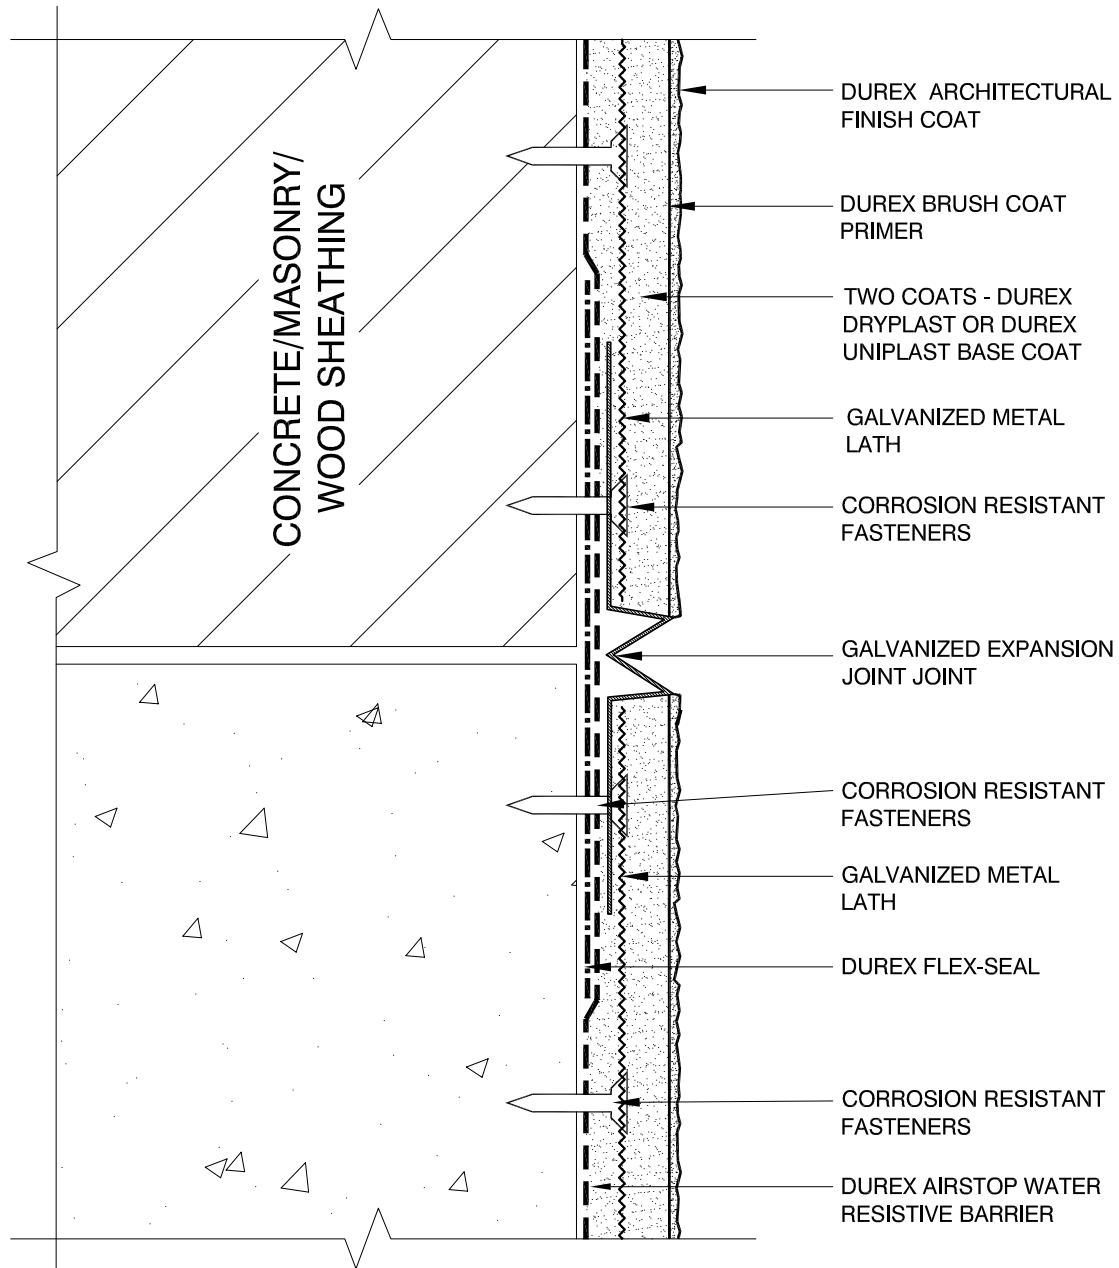 DUREX ARCHITECTURAL
FINISH COAT
CONCRETE/MASONRY/
WOOD SHEATHING
DUREX BRUSH COAT
PRIMER
TWO COATS - DUREX
DRYPLAST OR DUREX
UNIPLAST BASE COAT
GALVANIZED METAL
LATH
CORROSION RESISTANT
FASTENERS
GALVANIZED EXPANSION
JOINT JOINT
CORROSION RESISTANT
FASTENERS
GALVANIZED METAL
LATH
DUREX FLEX-SEAL
CORROSION RESISTANT
FASTENERS
DUREX AIRSTOP WATER
RESISTIVE BARRIER